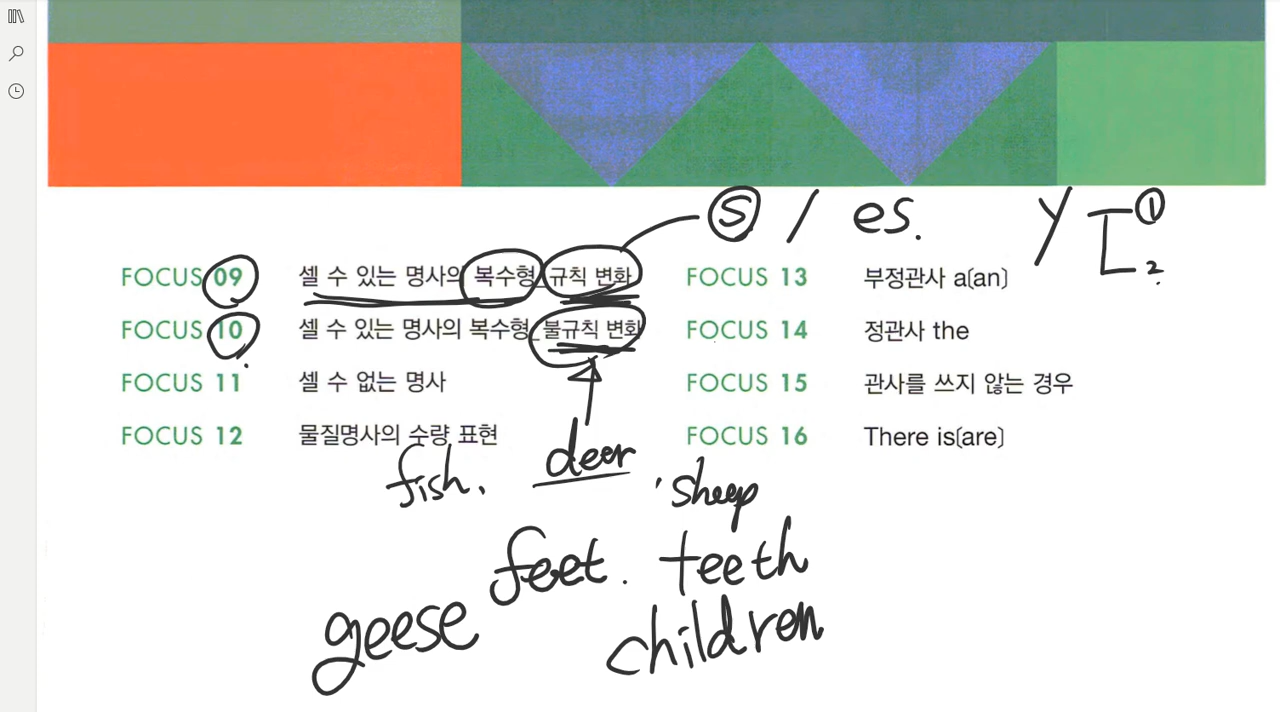 S / es. y ① 2.
FOCUS 09 셀 수 있는 명사의 복수형_규칙 변화
FOCUS 10 셀 수 있는 명사의 복수형_불규칙 변화
FOCUS 11 셀 수 없는 명사
FOCUS 12 물질명사의 수량 표현
FOCUS 13 부정관사 a(an)
FOCUS 14 정관사 the
FOCUS 15 관사를 쓰지 않는 경우
FOCUS 16 There is(are)
fish. deer sheep
feet. teeth
geese children